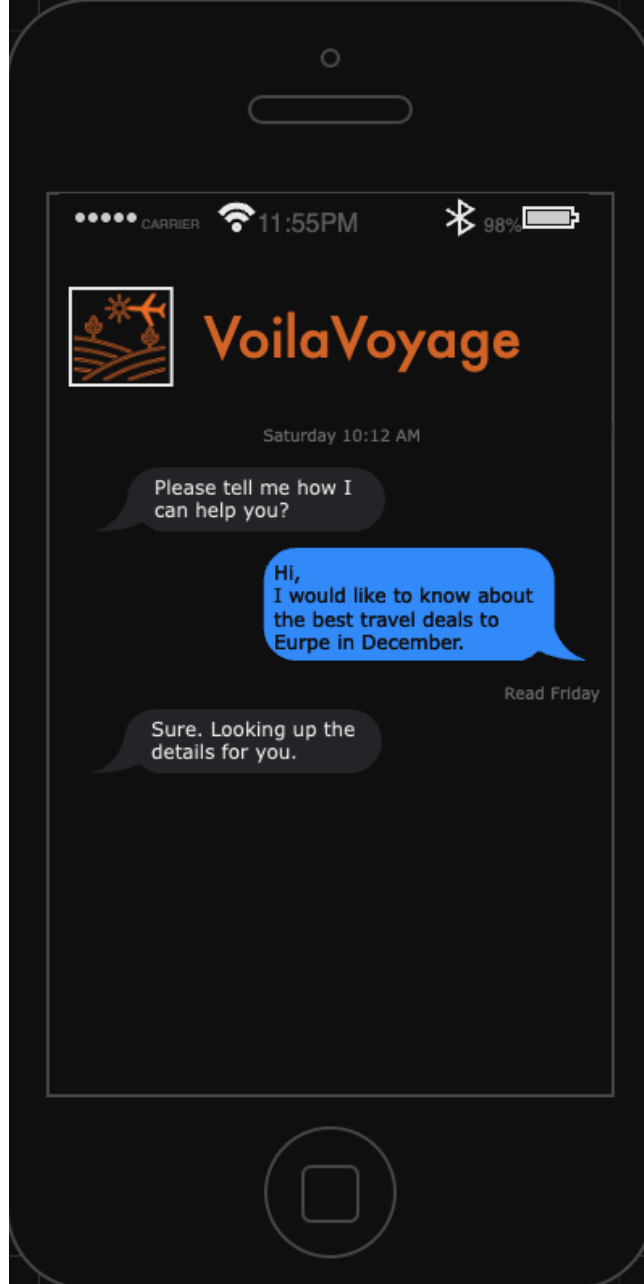 CARRIER 11:55PM 98%
VoilaVoyage
Saturday 10:12 AM
Please tell me how I
can help you?
Hi,
I would like to know about
the best travel deals to
Eurpe in December.
Read Friday
Sure. Looking up the
details for you.